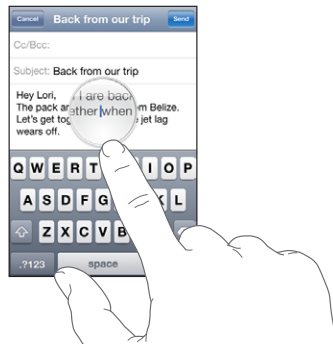 Cancel Back from our trip Send
Cc/Bcc:
Subject: Back from our trip
Hey Lori,
I are back
The pack m Belize.
ether when
Let's get tog jet lag
wears off.
Q W E R T I O P
A S D F G K L
Z X C V B
.?123 space